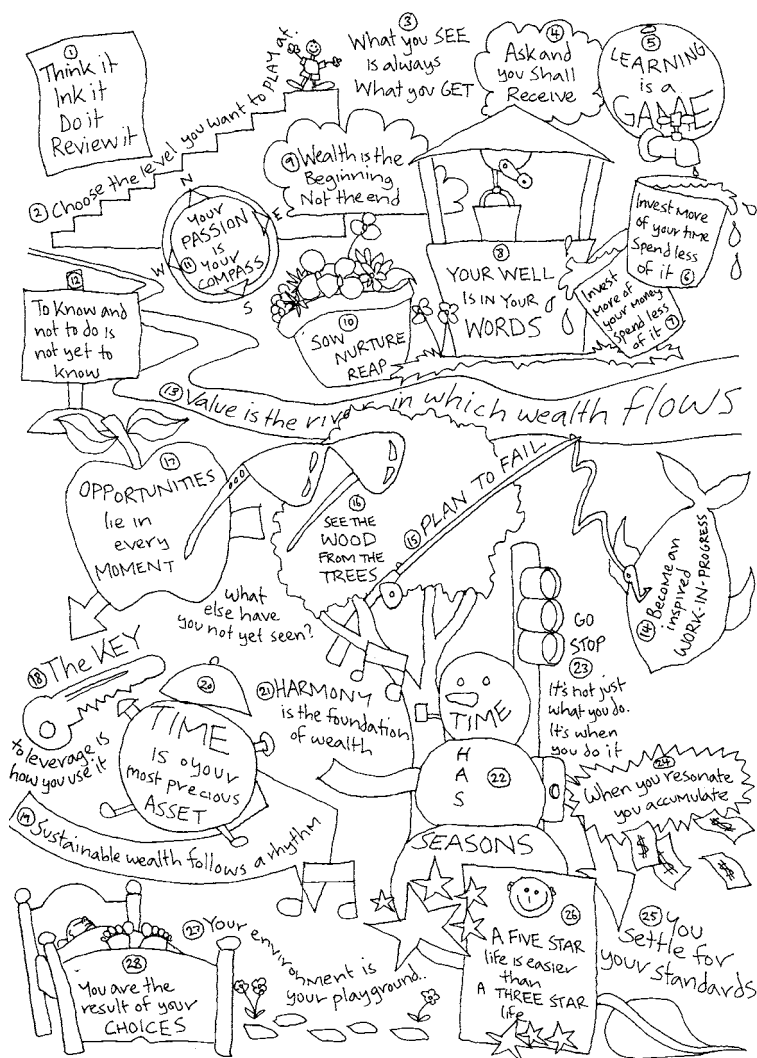 ①
Think it
Ink it
Do it
Review it
② Choose the level you want to PLAY at.
③
What you SEE
is always
What you GET
④
Ask and
you Shall
Receive
⑤
LEARNING
is a
GAME
Invest More
of your time
Spend less
of it ⑥
Invest
More of
your Money
Spend less
of it ⑦
⑧
YOUR WELL
IS IN YOUR
WORDS
⑨ Wealth is the
Beginning
Not the end
⑩
SOW
NURTURE
REAP
N
E
S
W
YOUR
PASSION
IS
⑪ YOUR
COMPASS
⑫
To Know and
not to do is
not yet to
know
⑬ Value is the river in which wealth flows
⑭ Become an
inspired
WORK-IN-PROGRESS
⑮ PLAN TO FAIL
⑯
SEE THE
WOOD
FROM THE
TREES
⑰
OPPORTUNITIES
lie in
every
MOMENT
What
else have
you not yet seen?
⑱ The KEY
to leverage is
how you use it
⑲ Sustainable wealth follows a rhythm
⑳
TIME
is your
most precious
ASSET
㉑ HARMONY
is the foundation
of wealth
TIME
H
A
S
㉒
SEASONS
GO
STOP
㉓
It's not just
what you do.
It's when
you do it
㉔
When you resonate
you accumulate
$$
$$
$$
㉕ You
settle for
your standards
㉖
A FIVE STAR
life is easier
than
A THREE STAR
life
㉗ Your environment is
your playground..
㉘
You are the
result of your
CHOICES